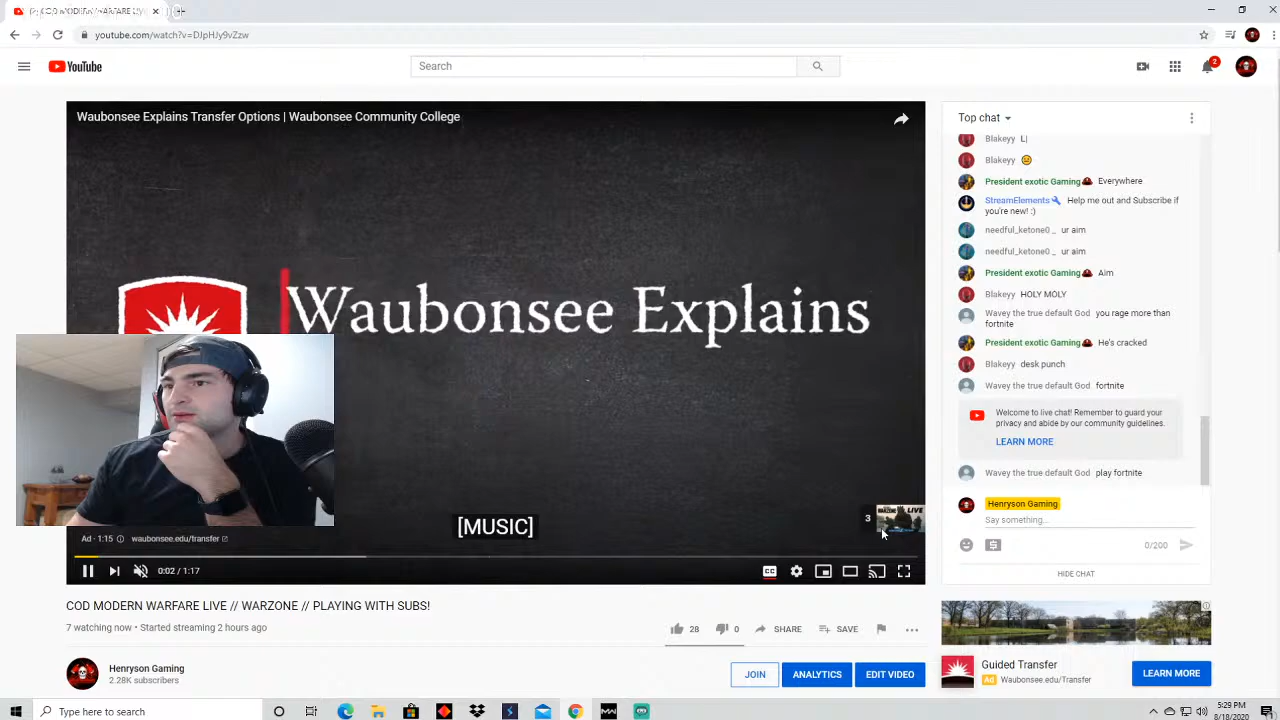 youtube.com/watch?v=DJpHJy9vZzw
YouTube
Search
2
Waubonsee Explains Transfer Options | Waubonsee Community College
Waubonsee Explains
[MUSIC]
3
LIVE
Ad · 1:15
waubonsee.edu/transfer
0:02 / 1:17
CC
COD MODERN WARFARE LIVE // WARZONE // PLAYING WITH SUBS!
7 watching now • Started streaming 2 hours ago
28
0
SHARE
SAVE
Henryson Gaming
2.28K subscribers
JOIN
ANALYTICS
EDIT VIDEO
Top chat
Blakeyy L|
Blakeyy
President exotic Gaming Everywhere
StreamElements Help me out and Subscribe if
you're new! :)
needful_ketone0 _ ur aim
needful_ketone0 _ ur aim
President exotic Gaming Aim
Blakeyy HOLY MOLY
Wavey the true default God you rage more than
fortnite
President exotic Gaming He's cracked
Blakeyy desk punch
Wavey the true default God fortnite
Welcome to live chat! Remember to guard your
privacy and abide by our community guidelines.
LEARN MORE
Wavey the true default God play fortnite
Henryson Gaming
Say something...
0/200
HIDE CHAT
Guided Transfer
Ad Waubonsee.edu/Transfer
LEARN MORE
Type here to search
5:29 PM
8/18/2020